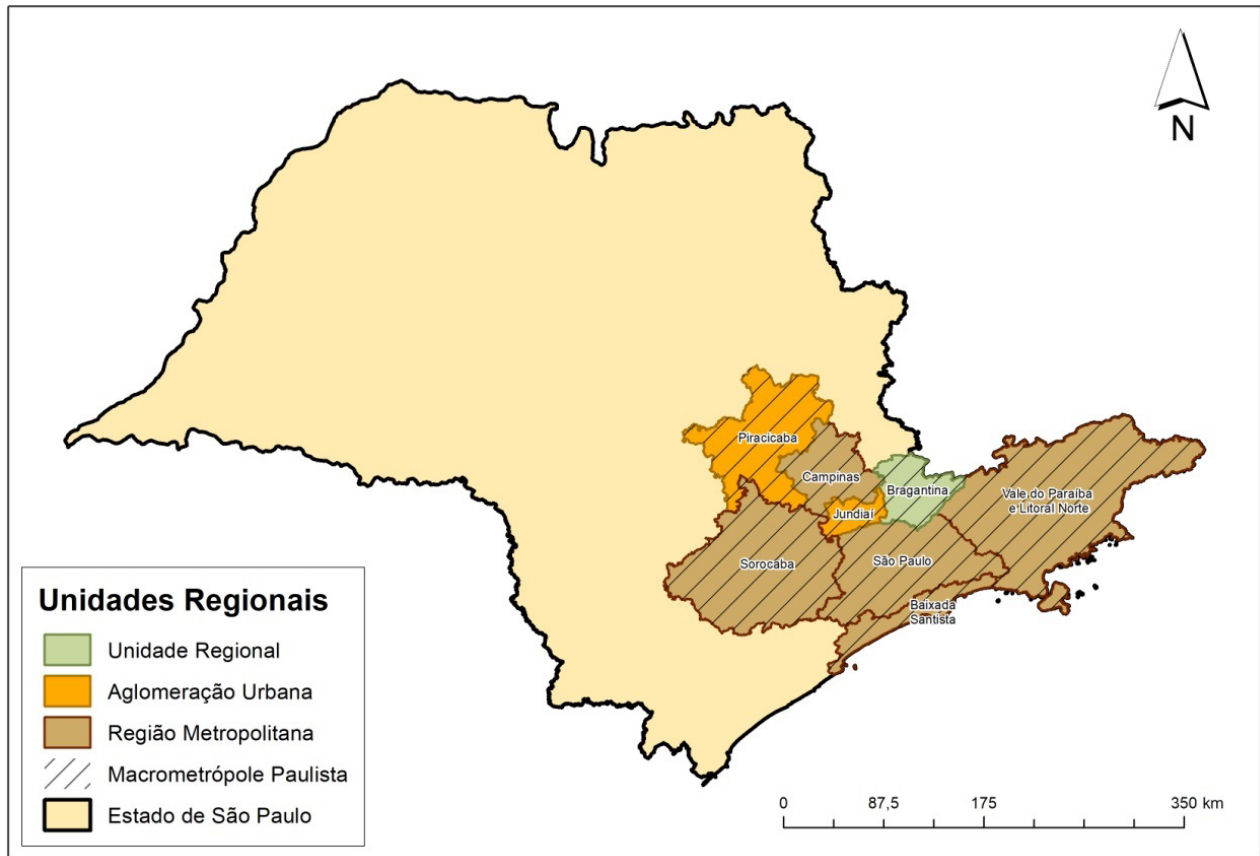 N
Piracicaba
Campinas
Bragantina
Jundiaí
Vale do Paraíba
e Litoral Norte
Sorocaba
São Paulo
Baixada
Santista
Unidades Regionais
Unidade Regional
Aglomeração Urbana
Região Metropolitana
Macrometrópole Paulista
Estado de São Paulo
0 87,5 175 350 km